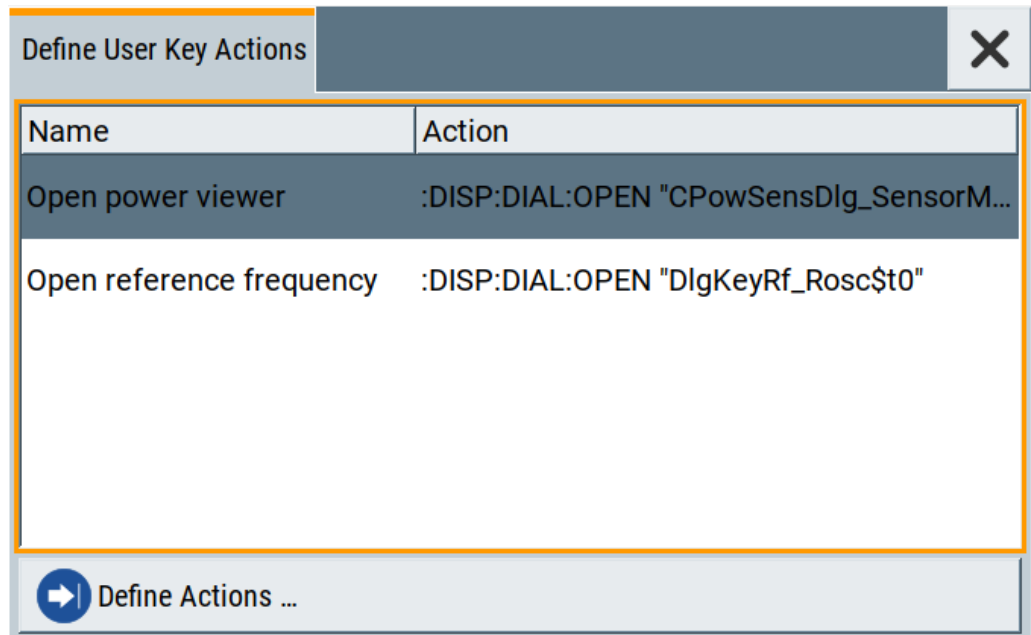 Define User Key Actions
Name Action
Open power viewer :DISP:DIAL:OPEN "CPowSensDlg_SensorM...
Open reference frequency :DISP:DIAL:OPEN "DlgKeyRf_Rosc$t0"
Define Actions ...